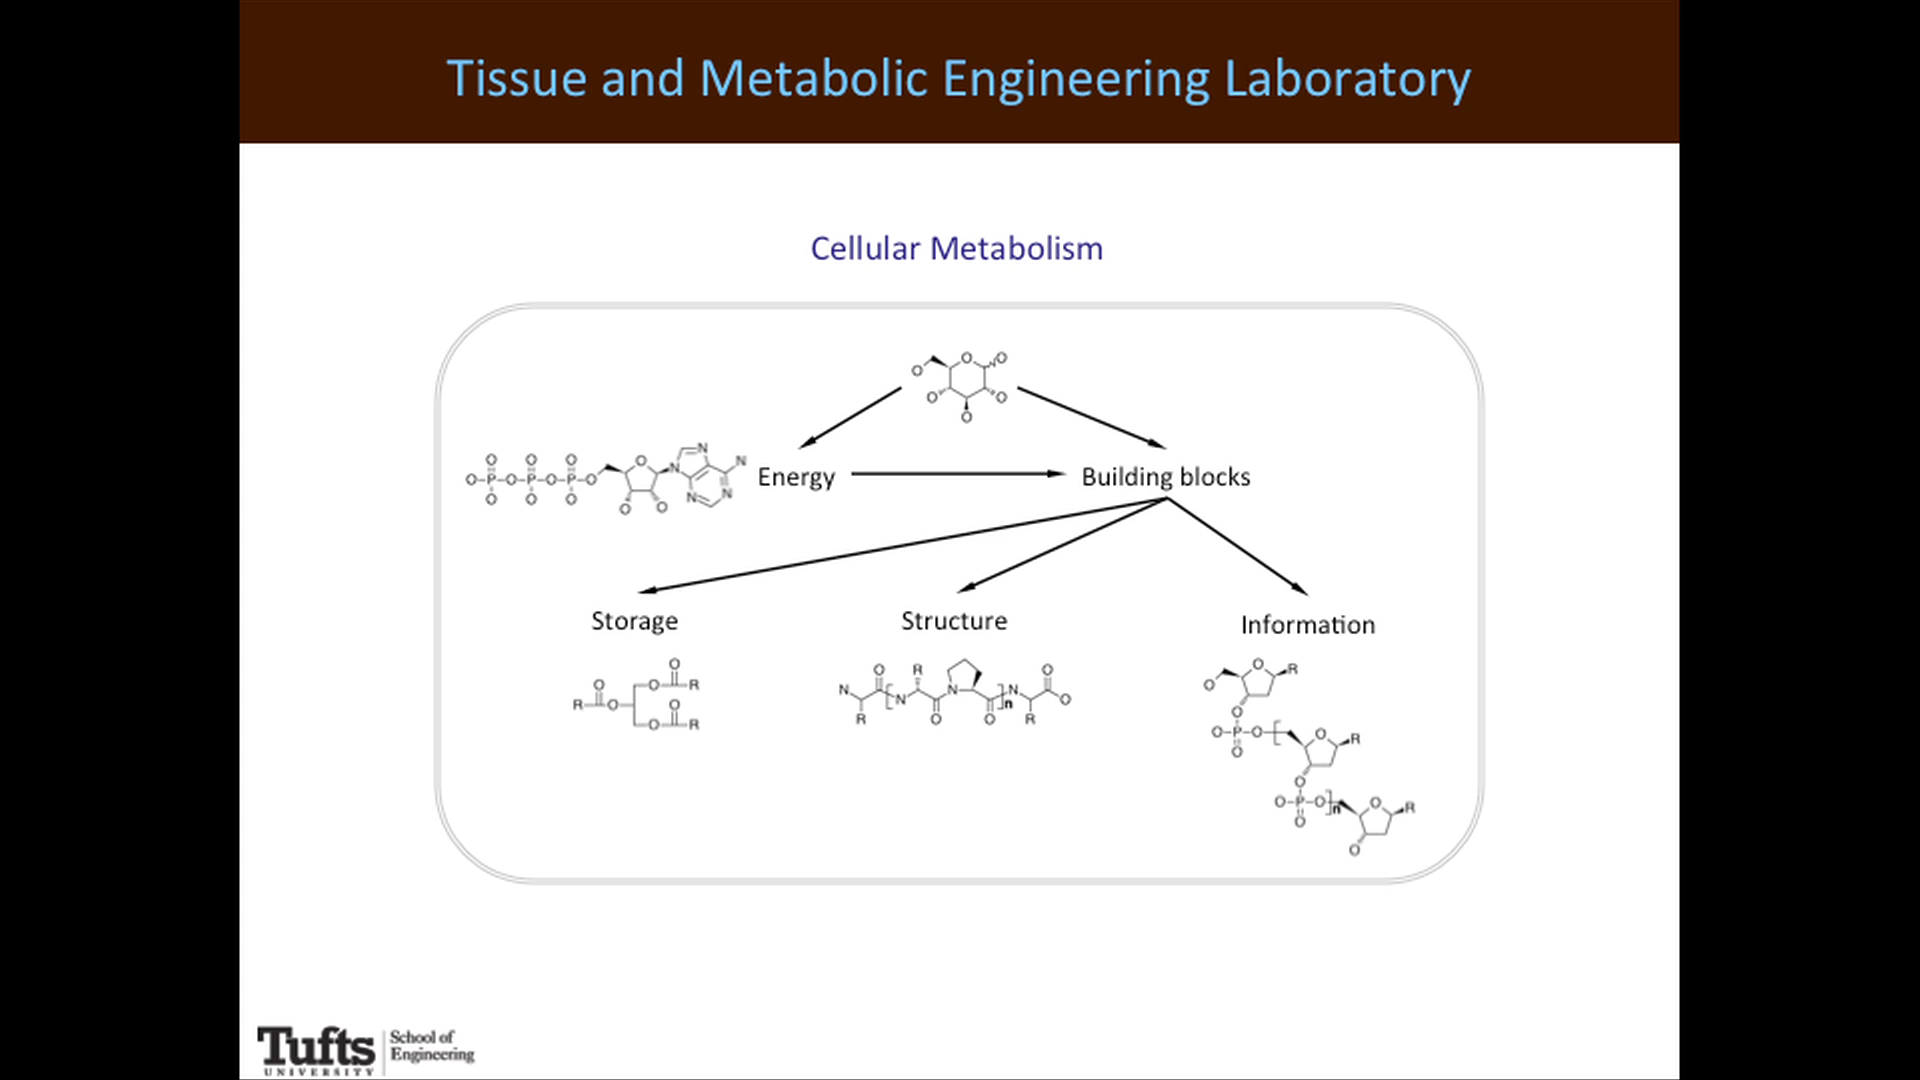 Tissue and Metabolic Engineering Laboratory
Cellular Metabolism
Energy
Building blocks
Storage
Structure
Information
Tufts
UNIVERSITY
School of
Engineering